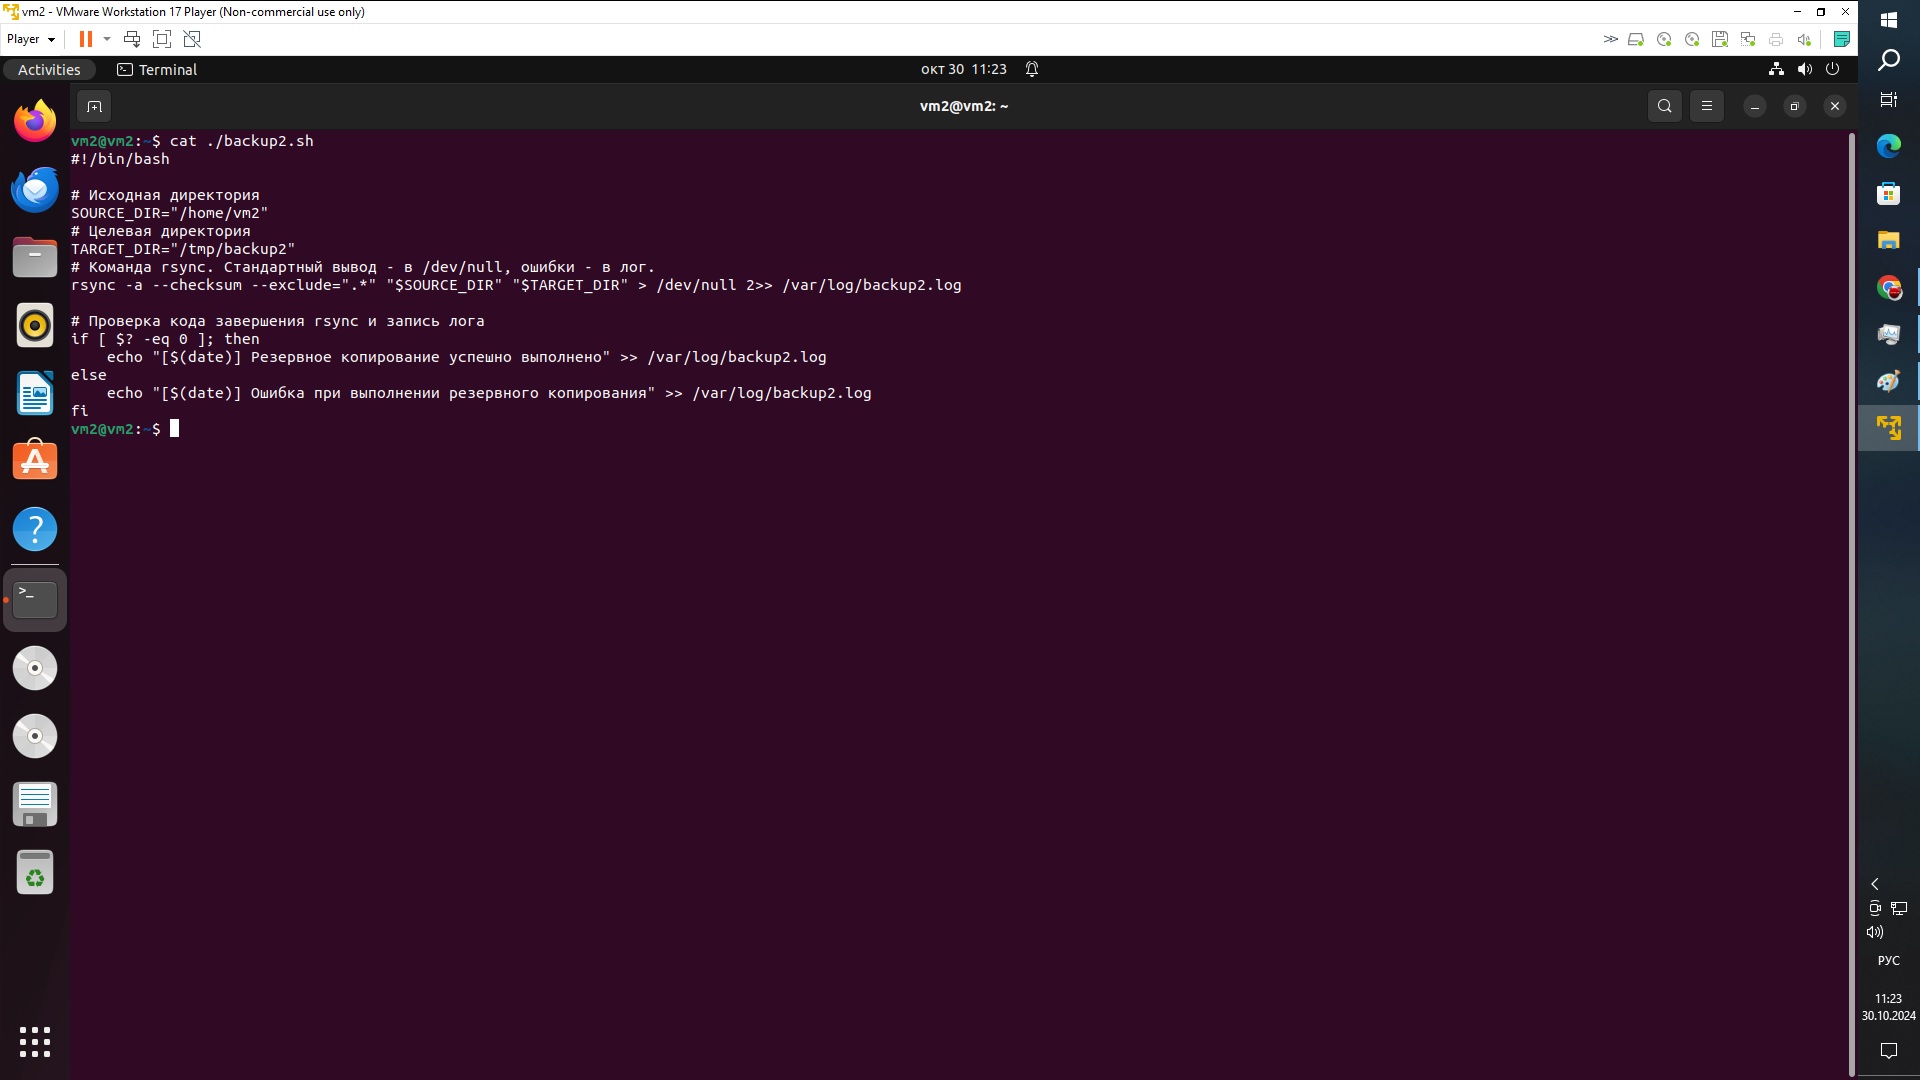 vm2 - VMware Workstation 17 Player (Non-commercial use only)
Player
Activities
Terminal
окт 30 11:23
vm2@vm2: ~
vm2@vm2:~$ cat ./backup2.sh
#!/bin/bash
# Исходная директория
SOURCE_DIR="/home/vm2"
# Целевая директория
TARGET_DIR="/tmp/backup2"
# Команда rsync. Стандартный вывод - в /dev/null, ошибки - в лог.
rsync -a --checksum --exclude=".*" "$SOURCE_DIR" "$TARGET_DIR" > /dev/null 2>> /var/log/backup2.log
# Проверка кода завершения rsync и запись лога
if [ $? -eq 0 ]; then
    echo "[$(date)] Резервное копирование успешно выполнено" >> /var/log/backup2.log
else
    echo "[$(date)] Ошибка при выполнении резервного копирования" >> /var/log/backup2.log
fi
vm2@vm2:~$
РУС
11:23
30.10.2024